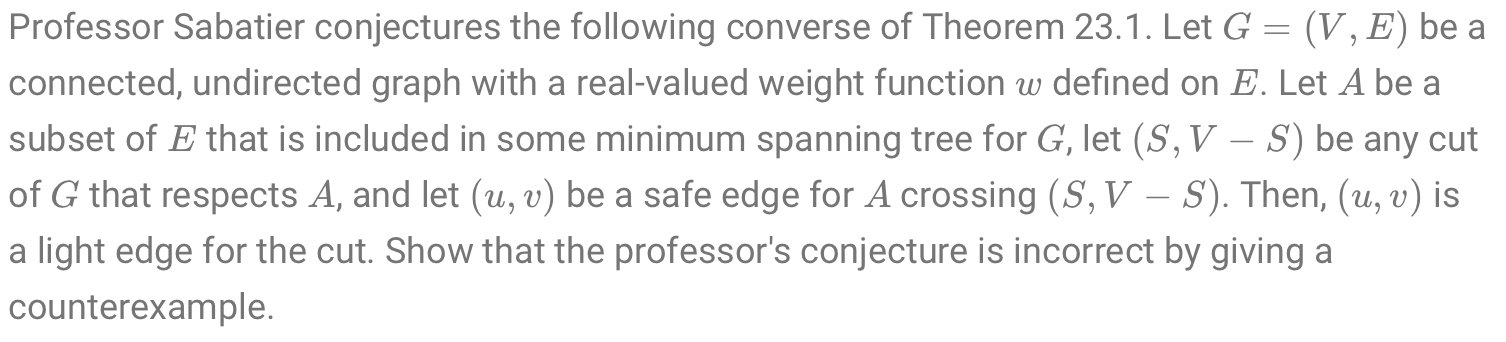 Professor Sabatier conjectures the following converse of Theorem 23.1. Let G = (V, E) be a
connected, undirected graph with a real-valued weight function w defined on E. Let A be a
subset of E that is included in some minimum spanning tree for G, let (S, V − S) be any cut
of G that respects A, and let (u, v) be a safe edge for A crossing (S, V − S). Then, (u, v) is
a light edge for the cut. Show that the professor's conjecture is incorrect by giving a
counterexample.